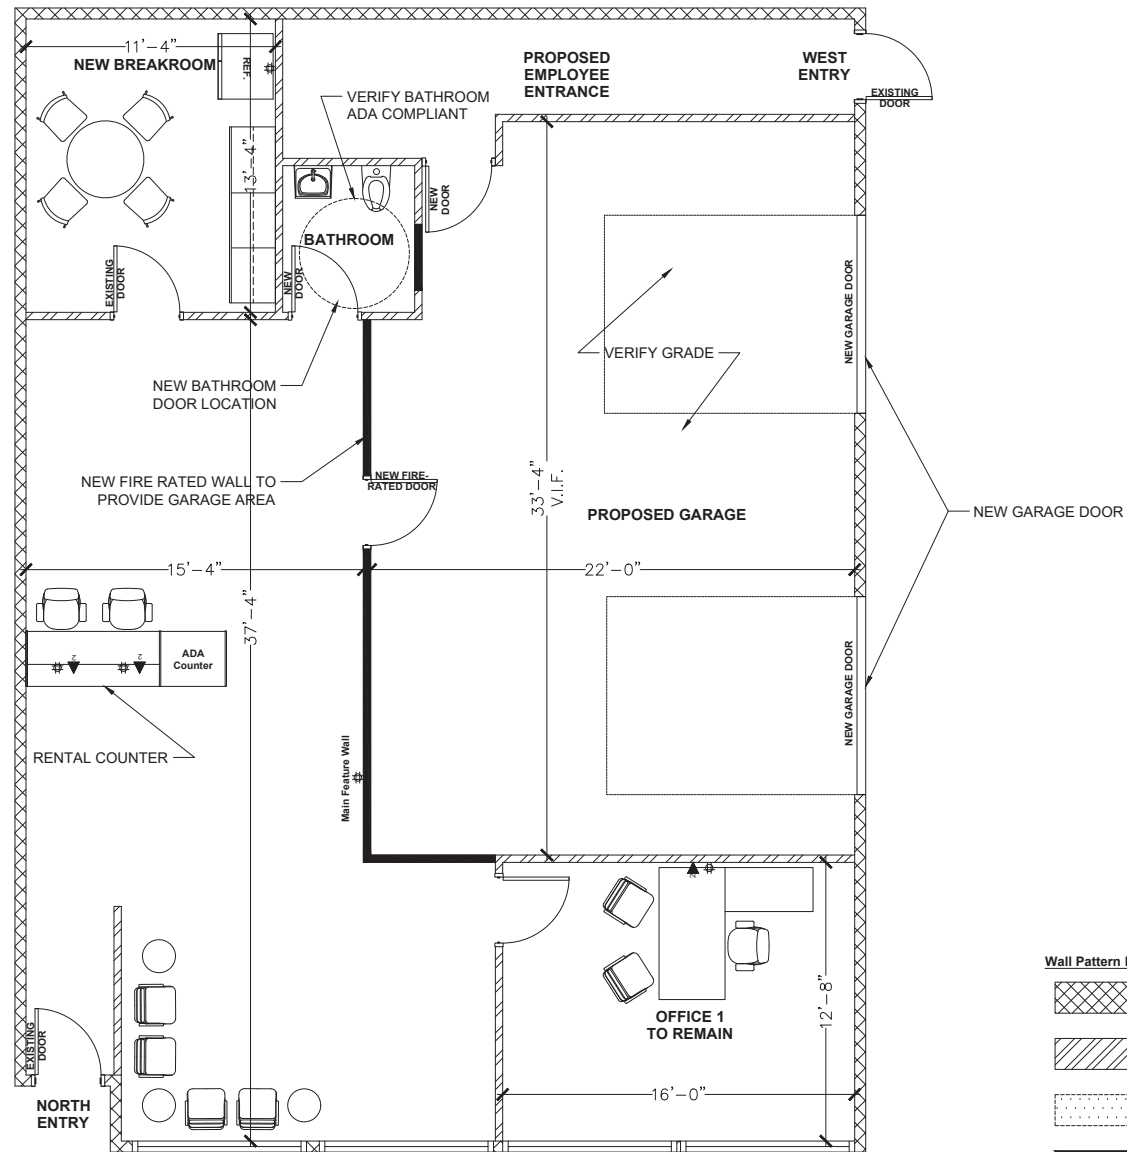 11'-4"
NEW BREAKROOM
REF.
PROPOSED
EMPLOYEE
ENTRANCE
WEST
ENTRY
EXISTING
DOOR
VERIFY BATHROOM
ADA COMPLIANT
13'-4"
NEW
DOOR
BATHROOM
EXISTING
DOOR
NEW
DOOR
NEW GARAGE DOOR
VERIFY GRADE
NEW BATHROOM
DOOR LOCATION
NEW FIRE RATED WALL TO
PROVIDE GARAGE AREA
NEW FIRE-
RATED DOOR
33'-4"
V.I.F.
PROPOSED GARAGE
NEW GARAGE DOOR
15'-4"
22'-0"
37'-4"
ADA
Counter
2
2
RENTAL COUNTER
Main Feature Wall
NEW GARAGE DOOR
2
OFFICE 1
TO REMAIN
12'-8"
16'-0"
EXISTING
DOOR
NORTH
ENTRY
Wall Pattern